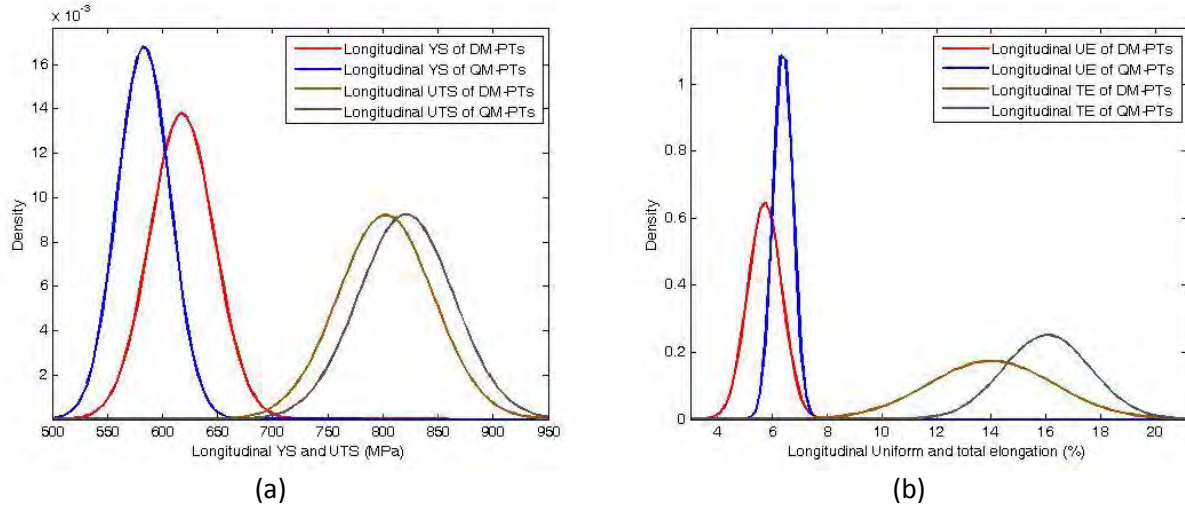 × 10⁻³
Longitudinal YS of DM-PTs
Longitudinal YS of QM-PTs
Longitudinal UTS of DM-PTs
Longitudinal UTS of QM-PTs
16
14
12
10
8
6
4
2
Density
500 550 600 650 700 750 800 850 900 950
Longitudinal YS and UTS (MPa)
(a)
Longitudinal UE of DM-PTs
Longitudinal UE of QM-PTs
Longitudinal TE of DM-PTs
Longitudinal TE of QM-PTs
1
0.8
0.6
0.4
0.2
0
Density
4 6 8 10 12 14 16 18 20
Longitudinal Uniform and total elongation (%)
(b)